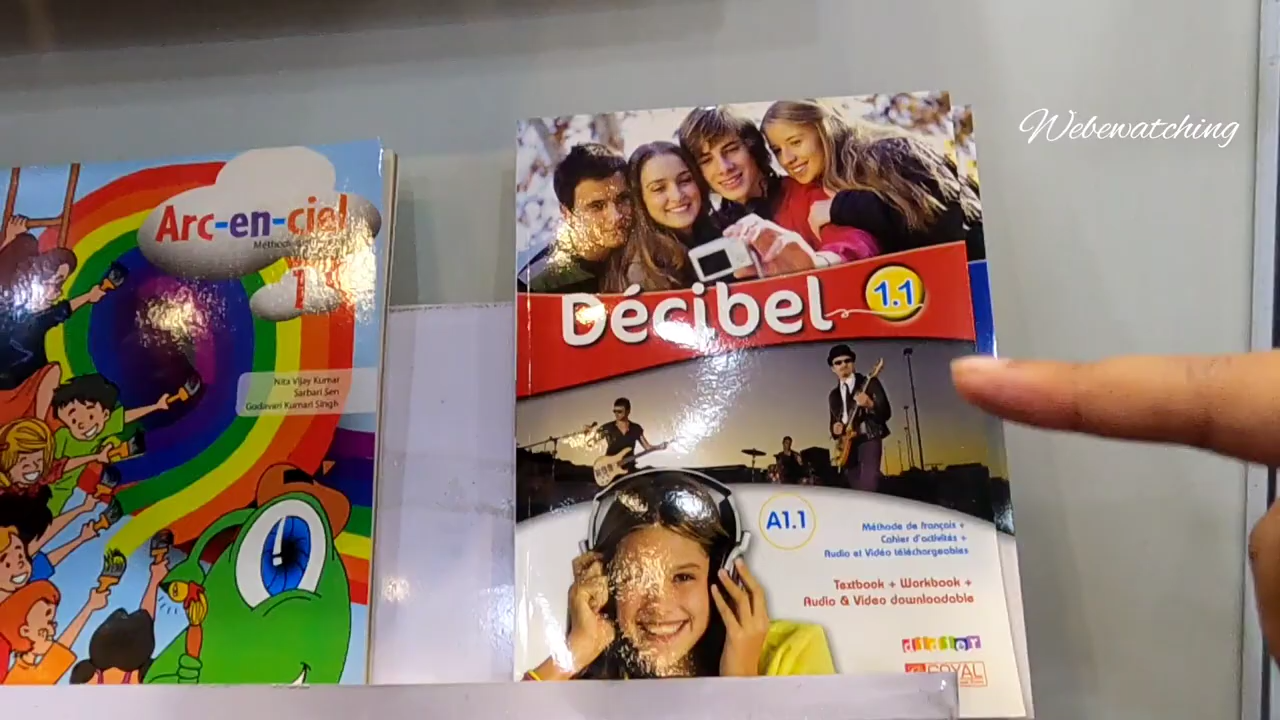 Webewatching
Arc-en-ciel
1
Nita Vijay Kumar
Sarbari Sen
Godavari Kumari Singh
Décibel 1.1
A1.1
Méthode de français +
Cahier d'activités +
Audio et Vidéo téléchargeables
Textbook + Workbook +
Audio & Video downloadable
didier
GOYAL